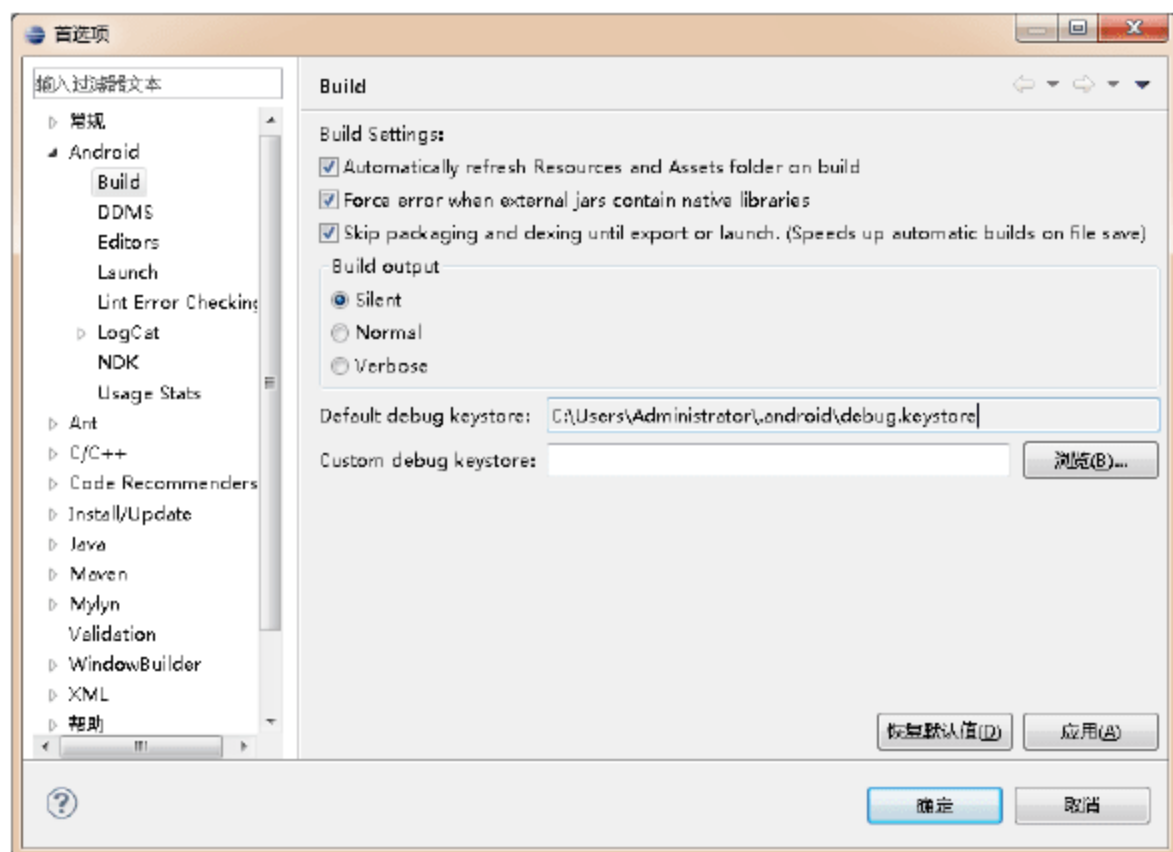 首选项
输入过滤器文本
常规
Android
Build
DDMS
Editors
Launch
Lint Error Checking
LogCat
NDK
Usage Stats
Ant
C/C++
Code Recommenders
Install/Update
Java
Maven
Mylyn
Validation
WindowBuilder
XML
帮助
Build
Build Settings:
Automatically refresh Resources and Assets folder on build
Force error when external jars contain native libraries
Skip packaging and dexing until export or launch. (Speeds up automatic builds on file save)
Build output
Silent
Normal
Verbose
Default debug keystore: C:\Users\Administrator\.android\debug.keystore
Custom debug keystore: 浏览(B)...
恢复默认值(D) 应用(A)
确定 取消